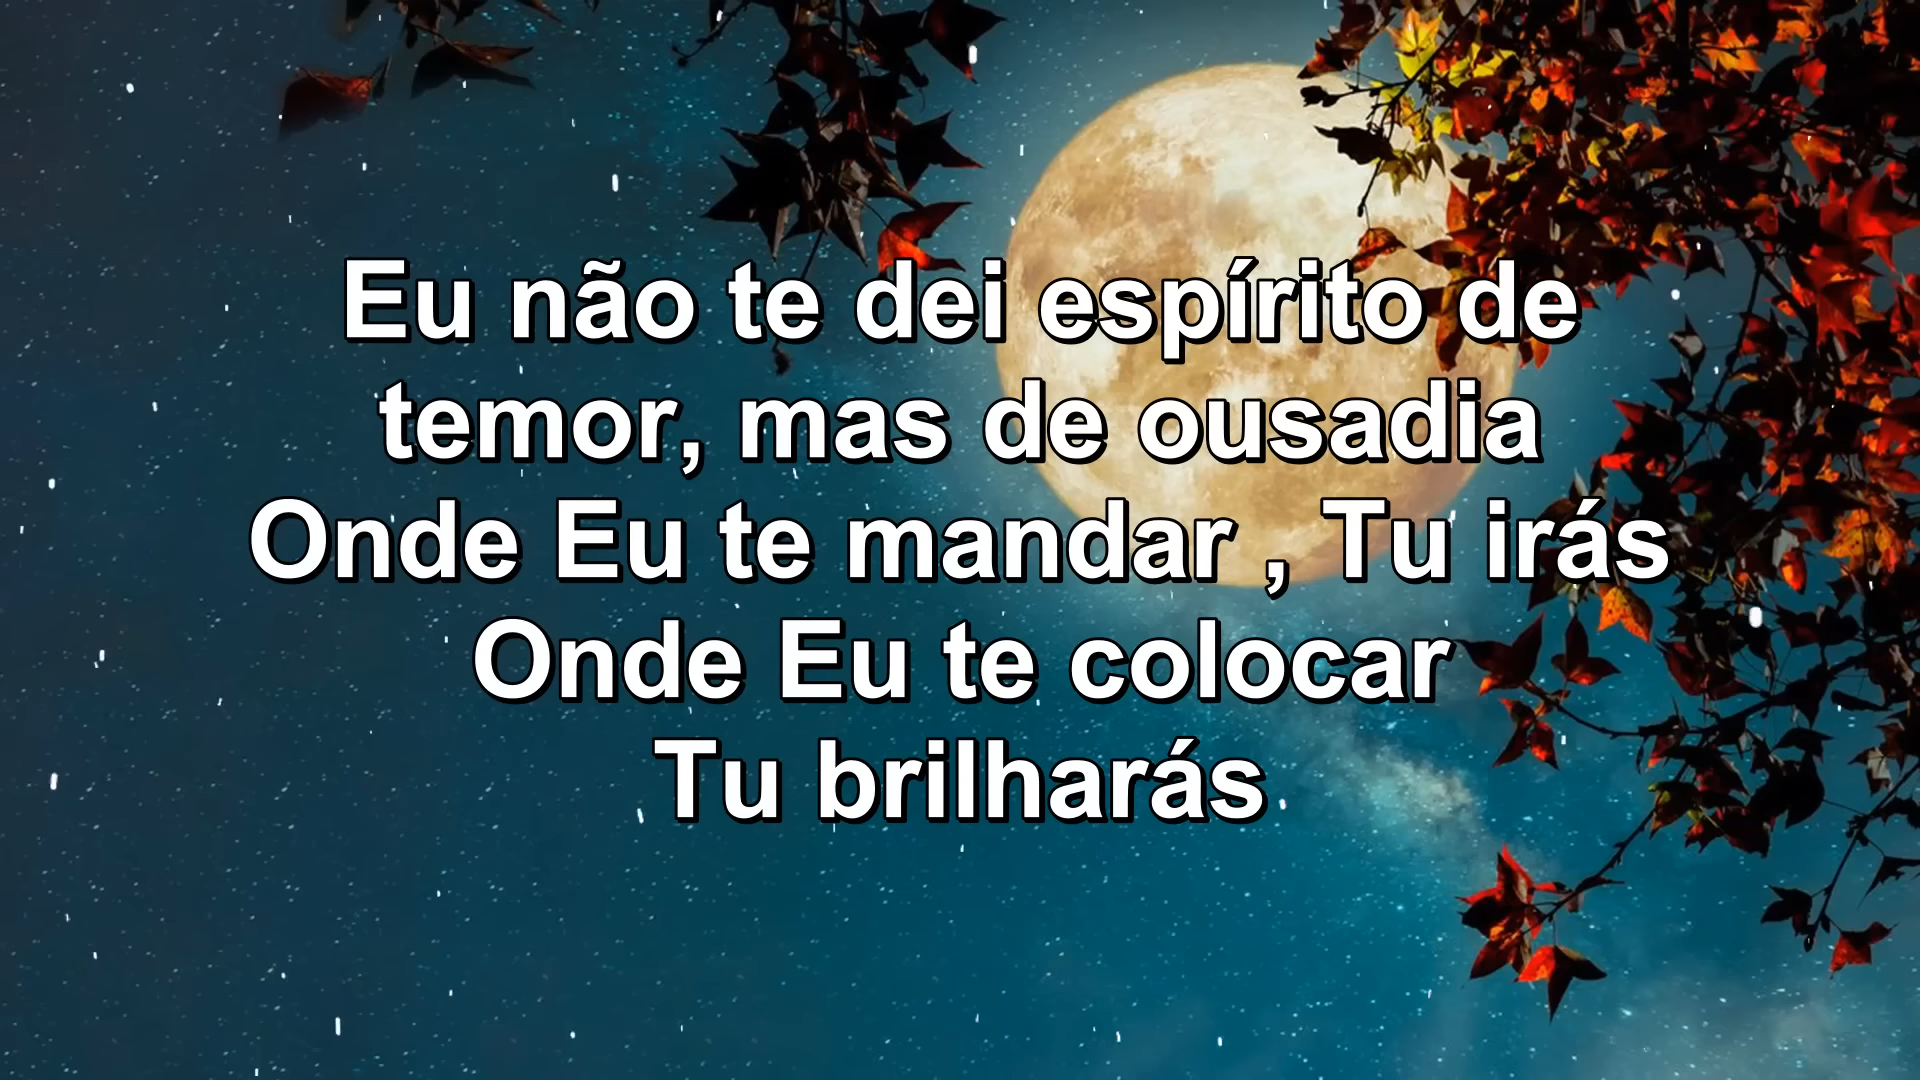 Eu não te dei espírito de
temor, mas de ousadia
Onde Eu te mandar , Tu irás
Onde Eu te colocar
Tu brilharás